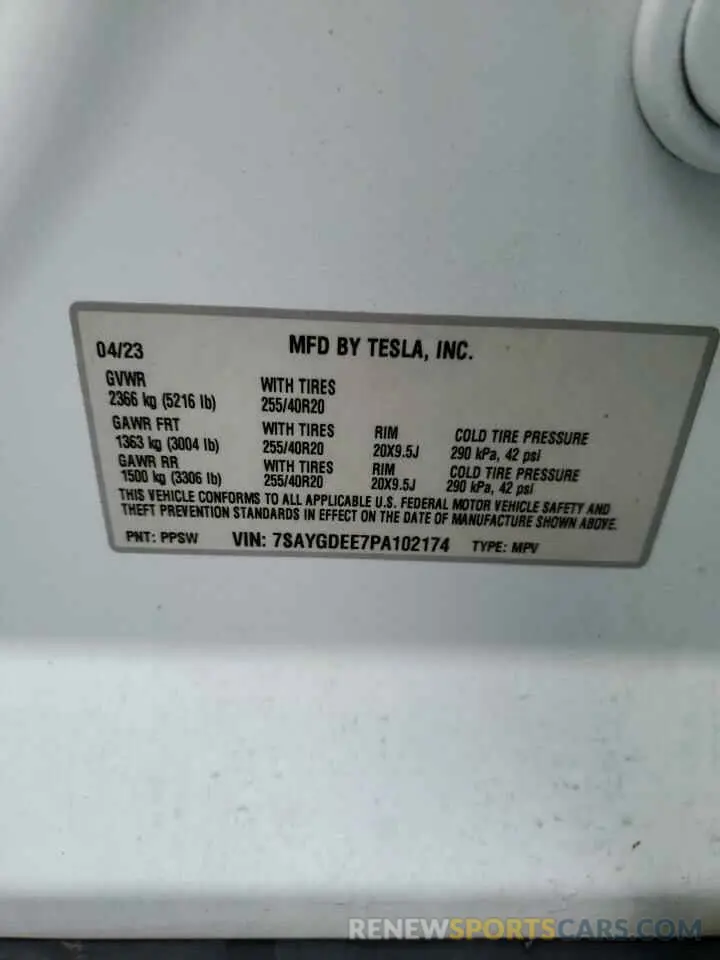 04/23 MFD BY TESLA, INC.
GVWR
2366 kg (5216 lb) WITH TIRES
255/40R20
GAWR FRT
1363 kg (3004 lb) WITH TIRES
255/40R20 RIM
20X9.5J COLD TIRE PRESSURE
290 kPa, 42 psi
GAWR RR
1500 kg (3306 lb) WITH TIRES
255/40R20 RIM
20X9.5J COLD TIRE PRESSURE
290 kPa, 42 psi
THIS VEHICLE CONFORMS TO ALL APPLICABLE U.S. FEDERAL MOTOR VEHICLE SAFETY AND
THEFT PREVENTION STANDARDS IN EFFECT ON THE DATE OF MANUFACTURE SHOWN ABOVE.
PNT: PPSW VIN: 7SAYGDEE7PA102174 TYPE: MPV
RENEWSPORTSCARS.COM